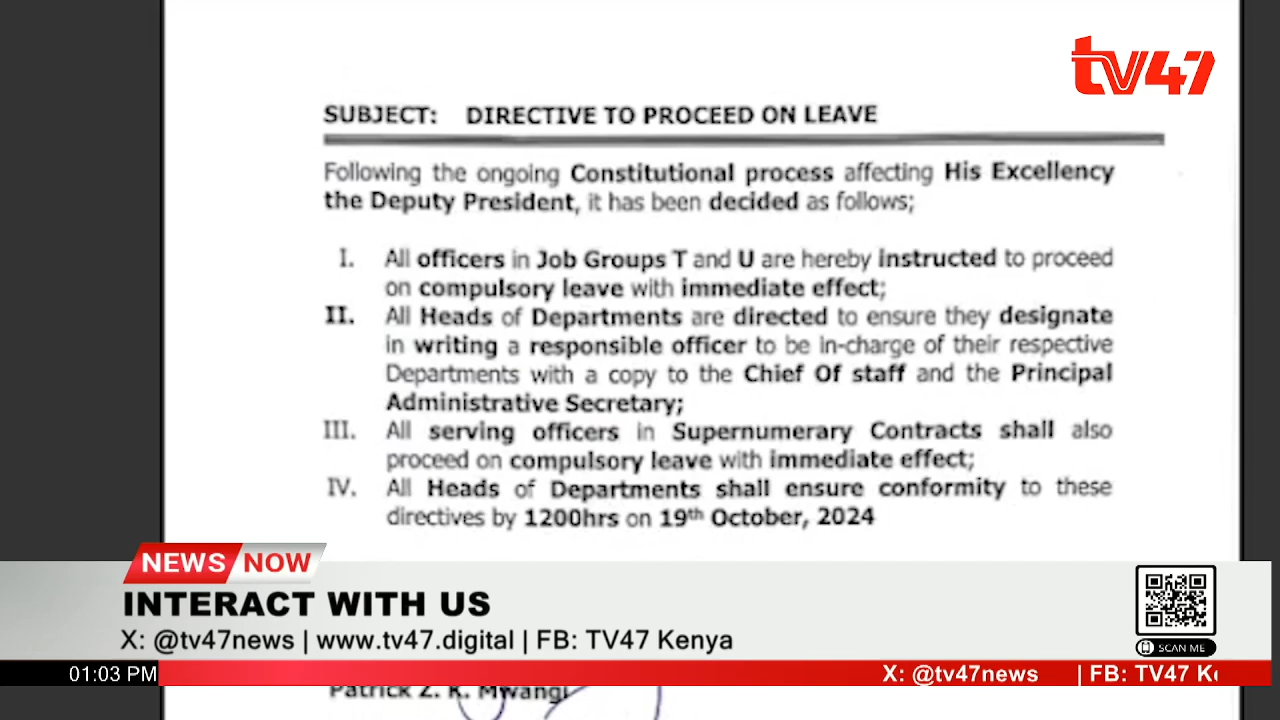 tv47
SUBJECT: DIRECTIVE TO PROCEED ON LEAVE
Following the ongoing Constitutional process affecting His Excellency
the Deputy President, it has been decided as follows;
I. All officers in Job Groups T and U are hereby instructed to proceed
on compulsory leave with immediate effect;
II. All Heads of Departments are directed to ensure they designate
in writing a responsible officer to be in-charge of their respective
Departments with a copy to the Chief Of staff and the Principal
Administrative Secretary;
III. All serving officers in Supernumerary Contracts shall also
proceed on compulsory leave with immediate effect;
IV. All Heads of Departments shall ensure conformity to these
directives by 1200hrs on 19th October, 2024
NEWS NOW
INTERACT WITH US
X: @tv47news | www.tv47.digital | FB: TV47 Kenya
SCAN ME
01:03 PM
X: @tv47news | FB: TV47 Ke
Patrick Z. K. Mwangi